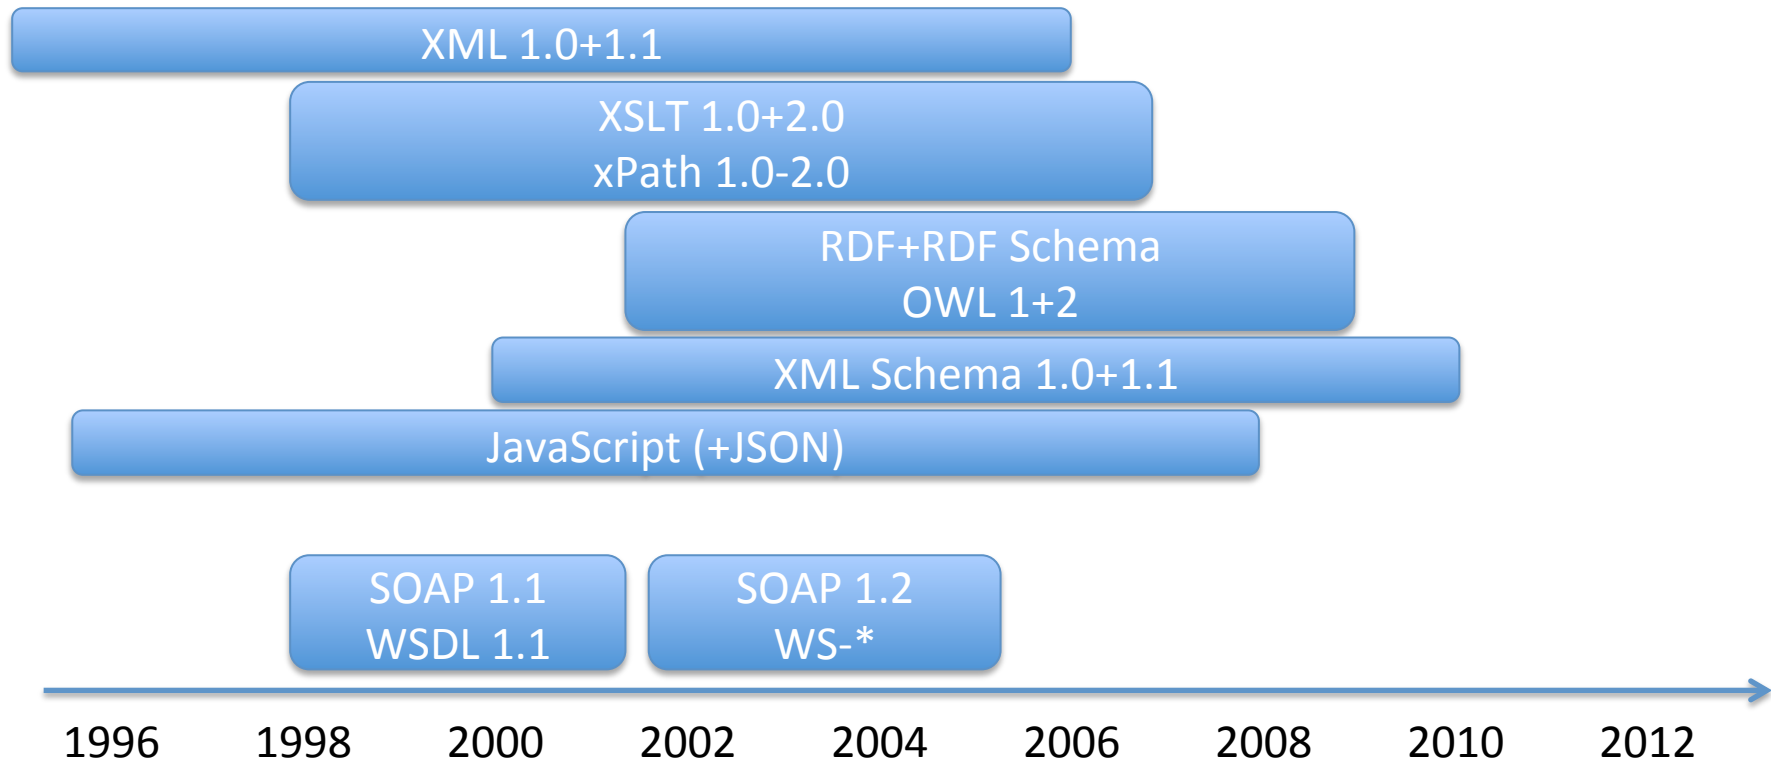 XML 1.0+1.1
XSLT 1.0+2.0
xPath 1.0-2.0
RDF+RDF Schema
OWL 1+2
XML Schema 1.0+1.1
JavaScript (+JSON)
SOAP 1.1
WSDL 1.1
SOAP 1.2
WS-*
1996 1998 2000 2002 2004 2006 2008 2010 2012